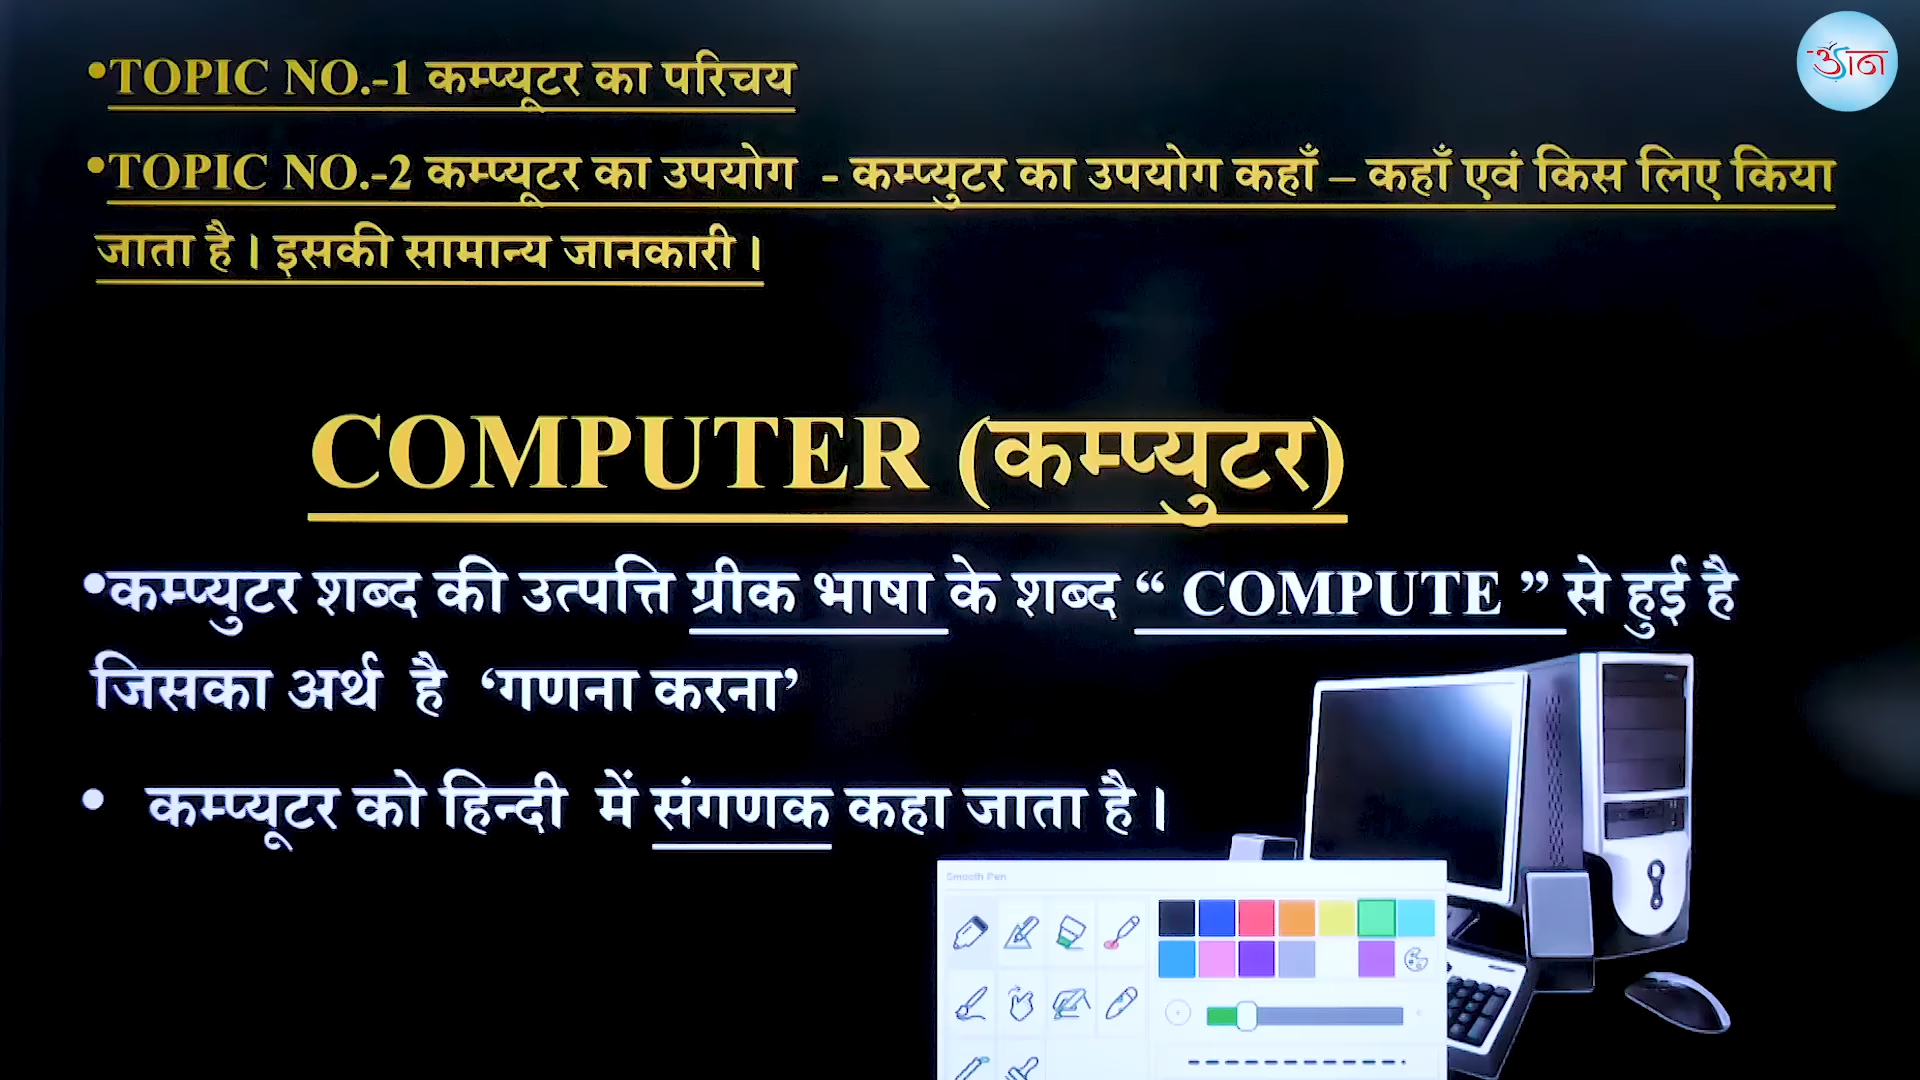 उड़ान
•TOPIC NO.-1 कम्प्यूटर का परिचय
•TOPIC NO.-2 कम्प्यूटर का उपयोग - कम्प्युटर का उपयोग कहाँ – कहाँ एवं किस लिए किया
जाता है। इसकी सामान्य जानकारी।
COMPUTER (कम्प्युटर)
•कम्प्युटर शब्द की उत्पत्ति ग्रीक भाषा के शब्द “ COMPUTE ” से हुई है
जिसका अर्थ है ‘गणना करना’
• कम्प्यूटर को हिन्दी में संगणक कहा जाता है।
Smooth Pen